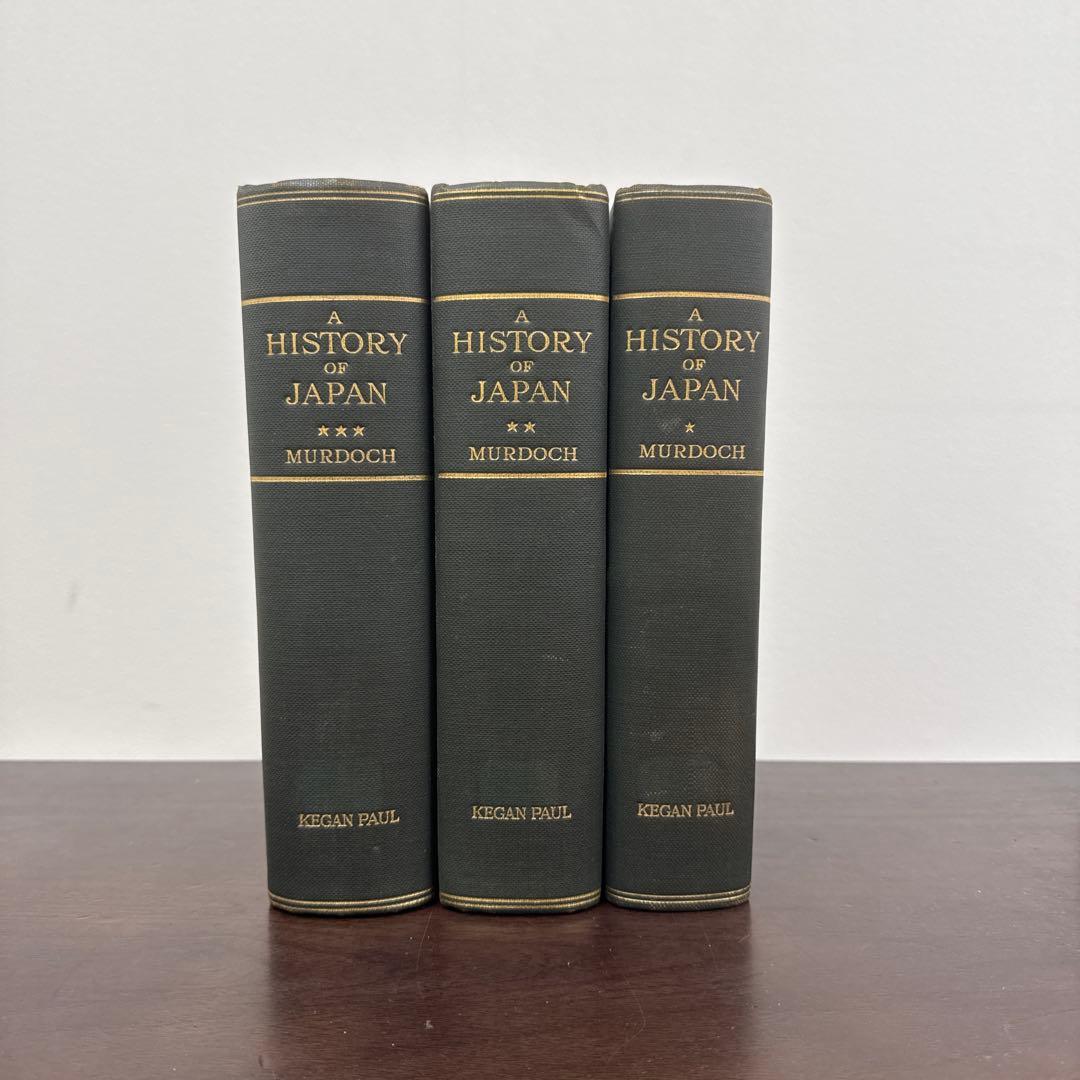 A
HISTORY
OF
JAPAN
★★★
MURDOCH
KEGAN PAUL
A
HISTORY
OF
JAPAN
★★
MURDOCH
KEGAN PAUL
A
HISTORY
OF
JAPAN
★
MURDOCH
KEGAN PAUL